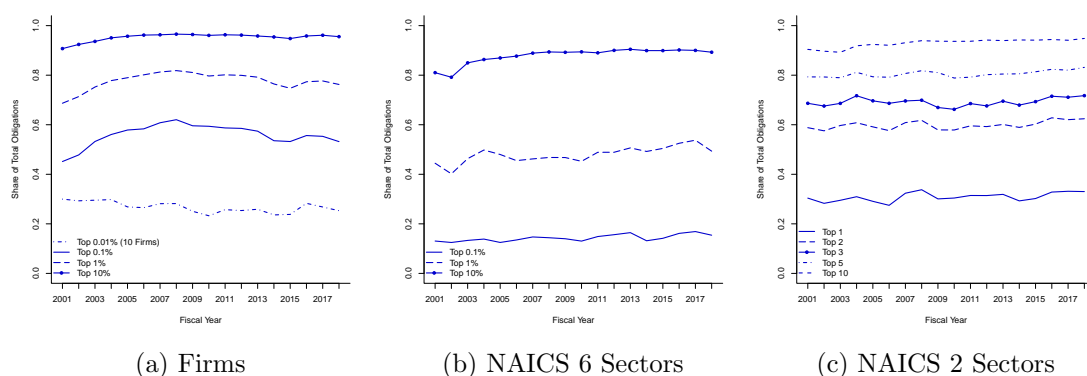 1.0
0.8
0.6
0.4
0.2
0.0
Share of Total Obligations
Top 0.01% (10 Firms)
Top 0.1%
Top 1%
Top 10%
2001 2003 2005 2007 2009 2011 2013 2015 2017
Fiscal Year
(a) Firms
1.0
0.8
0.6
0.4
0.2
0.0
Share of Total Obligations
Top 0.1%
Top 1%
Top 10%
2001 2003 2005 2007 2009 2011 2013 2015 2017
Fiscal Year
(b) NAICS 6 Sectors
1.0
0.8
0.6
0.4
0.2
0.0
Share of Total Obligations
Top 1
Top 2
Top 3
Top 5
Top 10
2001 2003 2005 2007 2009 2011 2013 2015 2017
Fiscal Year
(c) NAICS 2 Sectors